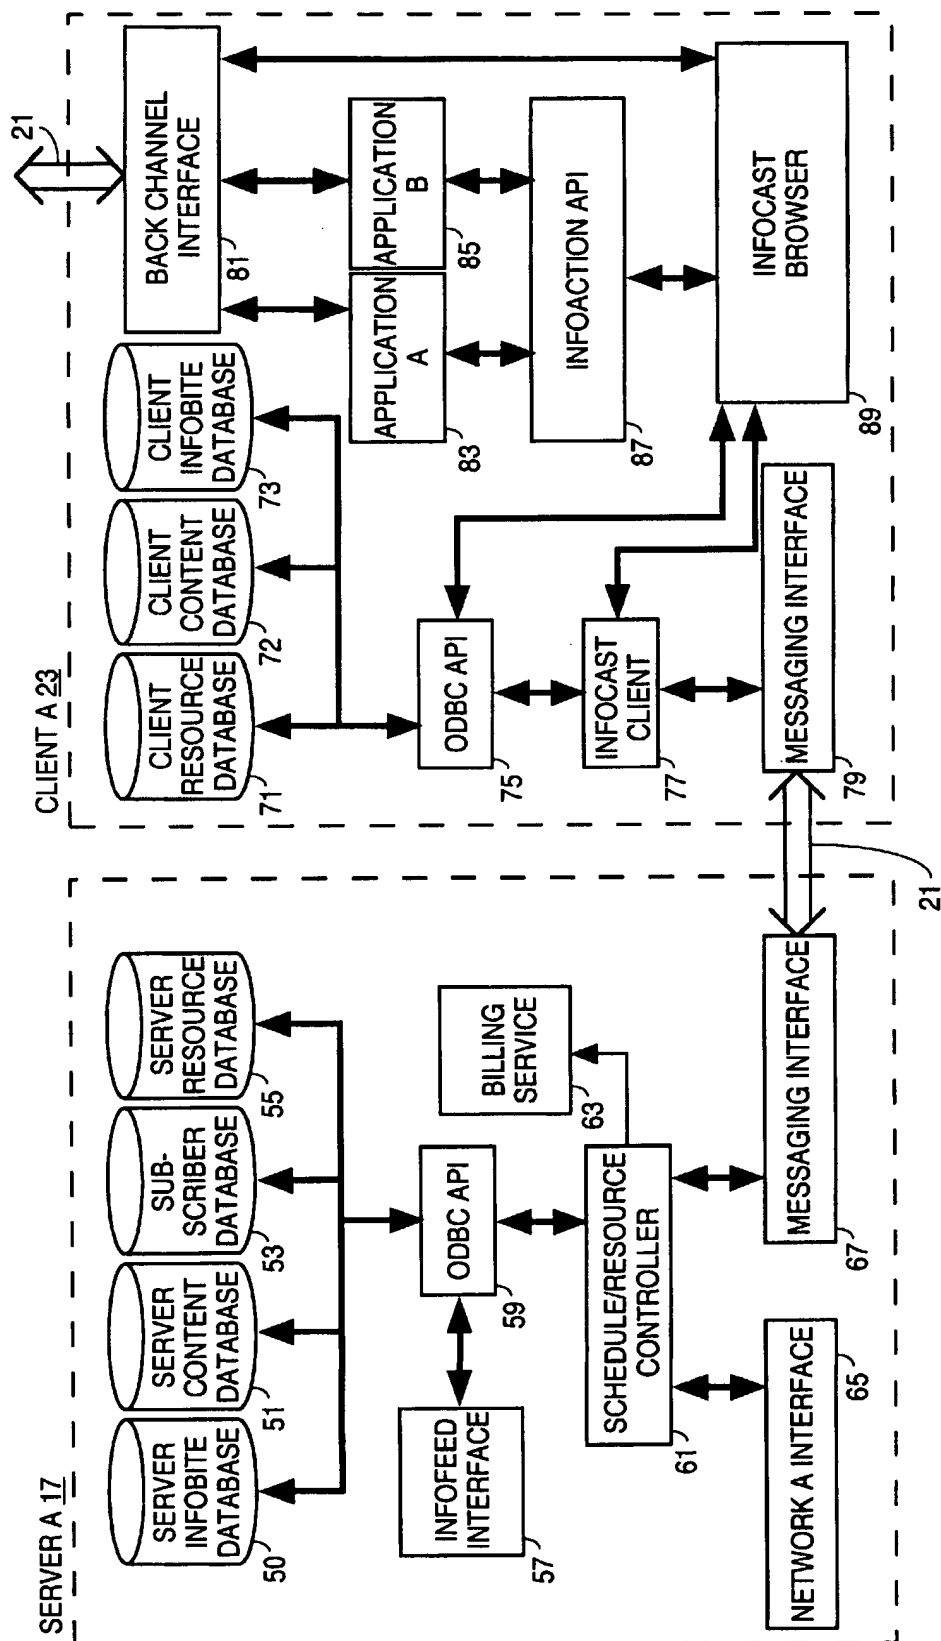 SERVER A 17
SERVER
INFOBITE
DATABASE
50
SERVER
CONTENT
DATABASE
51
SUB-
SCRIBER
DATABASE
53
SERVER
RESOURCE
DATABASE
55
INFOFEED
INTERFACE
57
ODBC API
59
BILLING
SERVICE
63
SCHEDULE/RESOURCE
CONTROLLER
61
NETWORK A INTERFACE
65
MESSAGING INTERFACE
67
21
CLIENT A 23
CLIENT
RESOURCE
DATABASE
71
CLIENT
CONTENT
DATABASE
72
CLIENT
INFOBITE
DATABASE
73
BACK CHANNEL
INTERFACE
81
21
ODBC API
75
APPLICATION
A
83
APPLICATION
B
85
INFOCAST
CLIENT
77
INFOACTION API
87
MESSAGING INTERFACE
79
INFOCAST
BROWSER
89